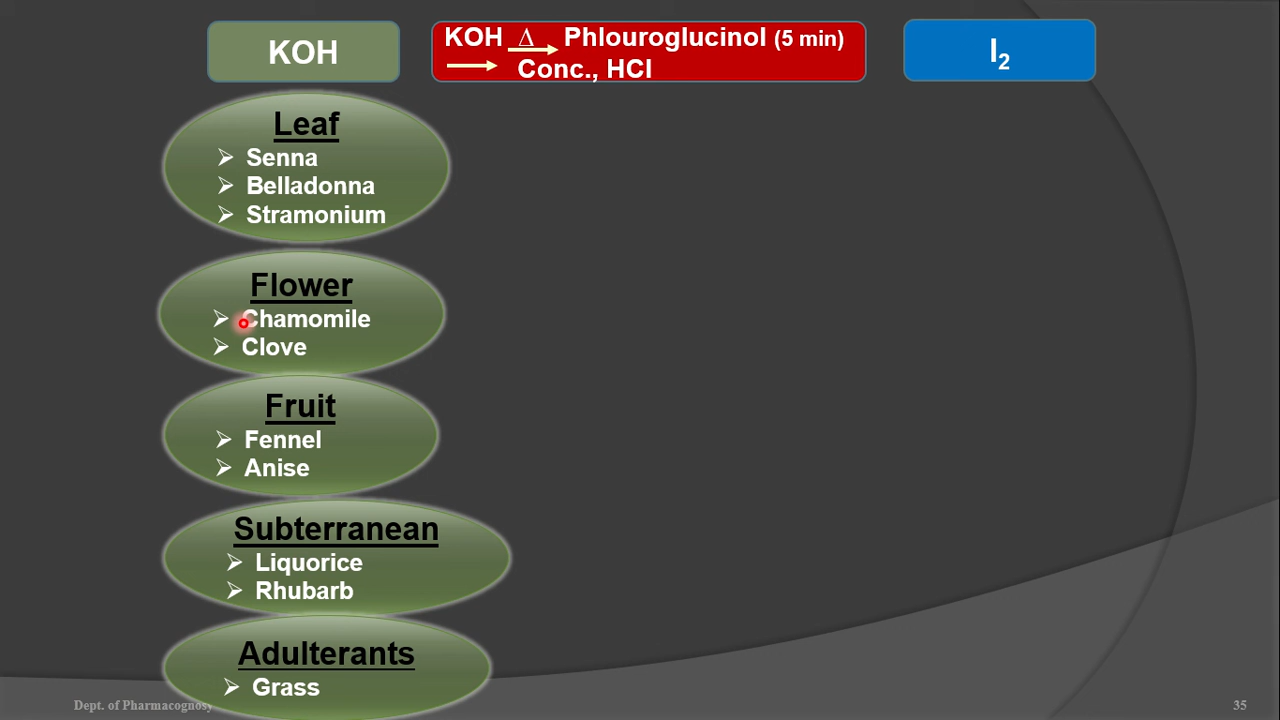 KOH
KOH Δ Phlouroglucinol (5 min)
Conc., HCl
I₂
Leaf
➢ Senna
➢ Belladonna
➢ Stramonium
Flower
➢ Chamomile
➢ Clove
Fruit
➢ Fennel
➢ Anise
Subterranean
➢ Liquorice
➢ Rhubarb
Adulterants
➢ Grass
Dept. of Pharmacognosy
35